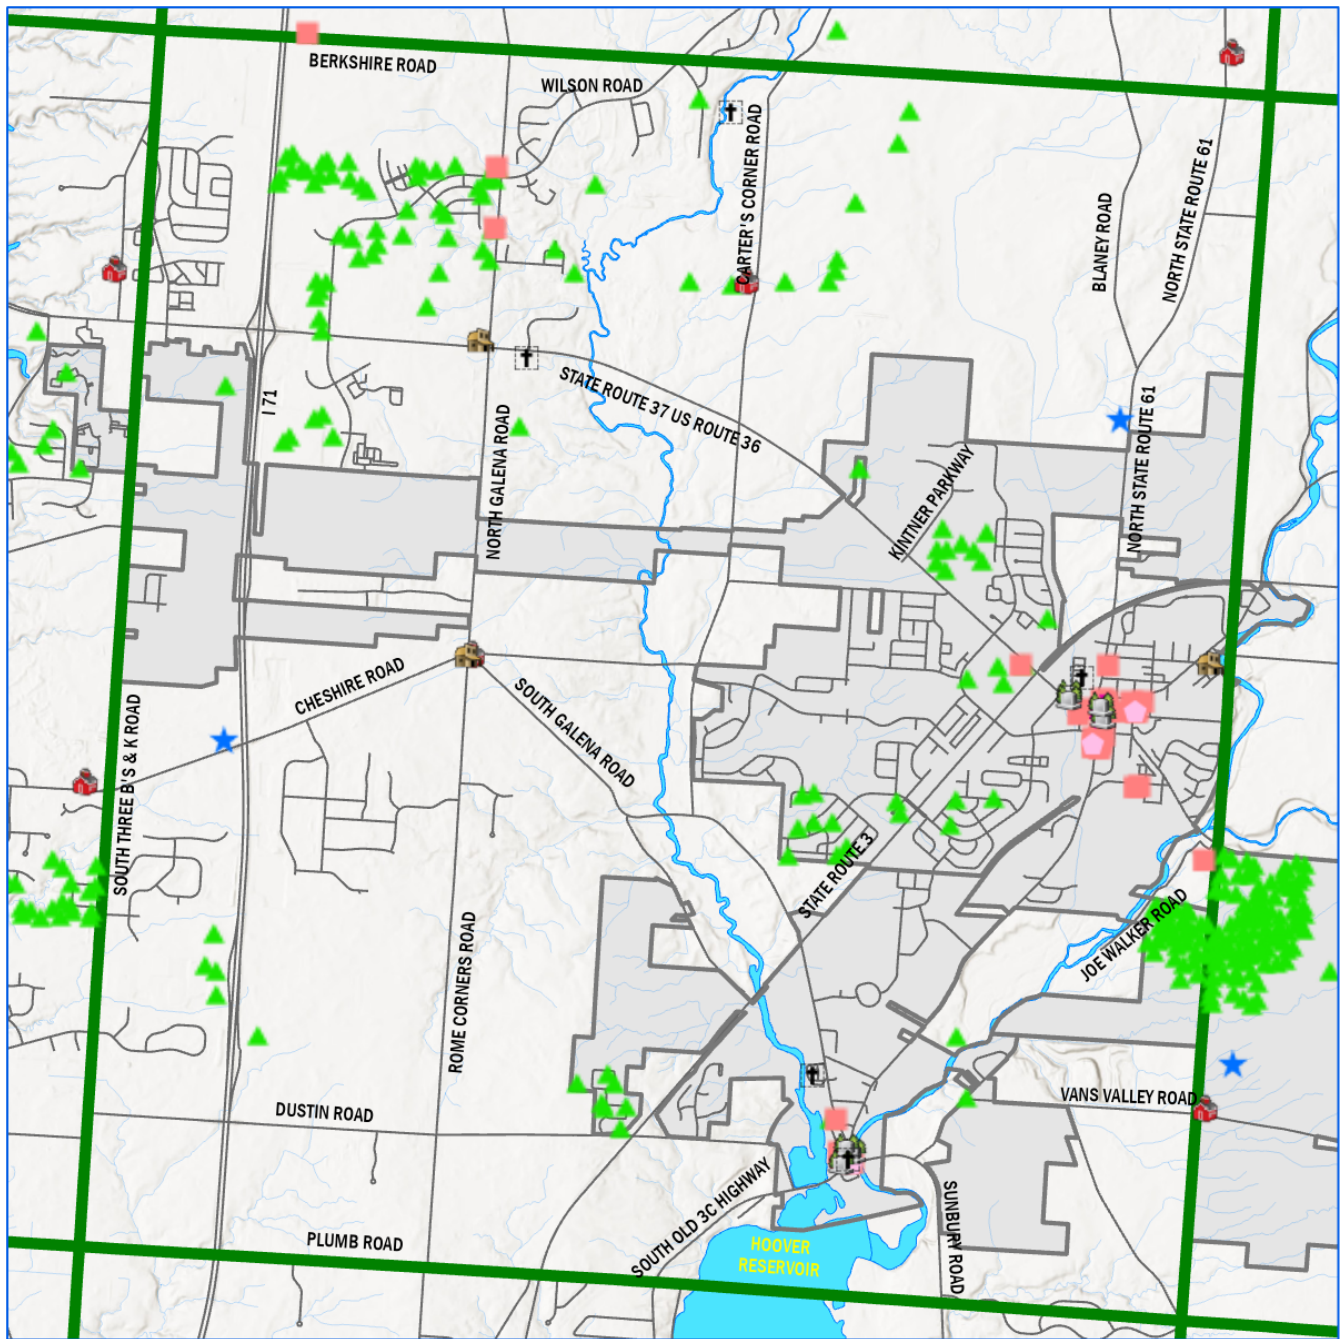 BERKSHIRE ROAD
WILSON ROAD
CARTER'S CORNER ROAD
BLANEY ROAD
NORTH STATE ROUTE 61
I 71
STATE ROUTE 37 US ROUTE 36
NORTH GALENA ROAD
KINTNER PARKWAY
NORTH STATE ROUTE 61
CHESHIRE ROAD
SOUTH GALENA ROAD
SOUTH THREE B'S & K ROAD
STATE ROUTE 3
JOE WALKER ROAD
ROME CORNERS ROAD
DUSTIN ROAD
VANS VALLEY ROAD
SOUTH OLD 3C HIGHWAY
SUNBURY ROAD
PLUMB ROAD
HOOVER
RESERVOIR